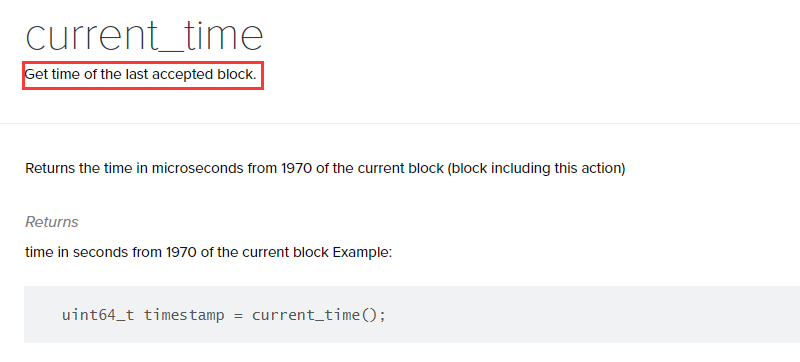 current_time
Get time of the last accepted block.
Returns the time in microseconds from 1970 of the current block (block including this action)
Returns
time in seconds from 1970 of the current block Example:
uint64_t timestamp = current_time();